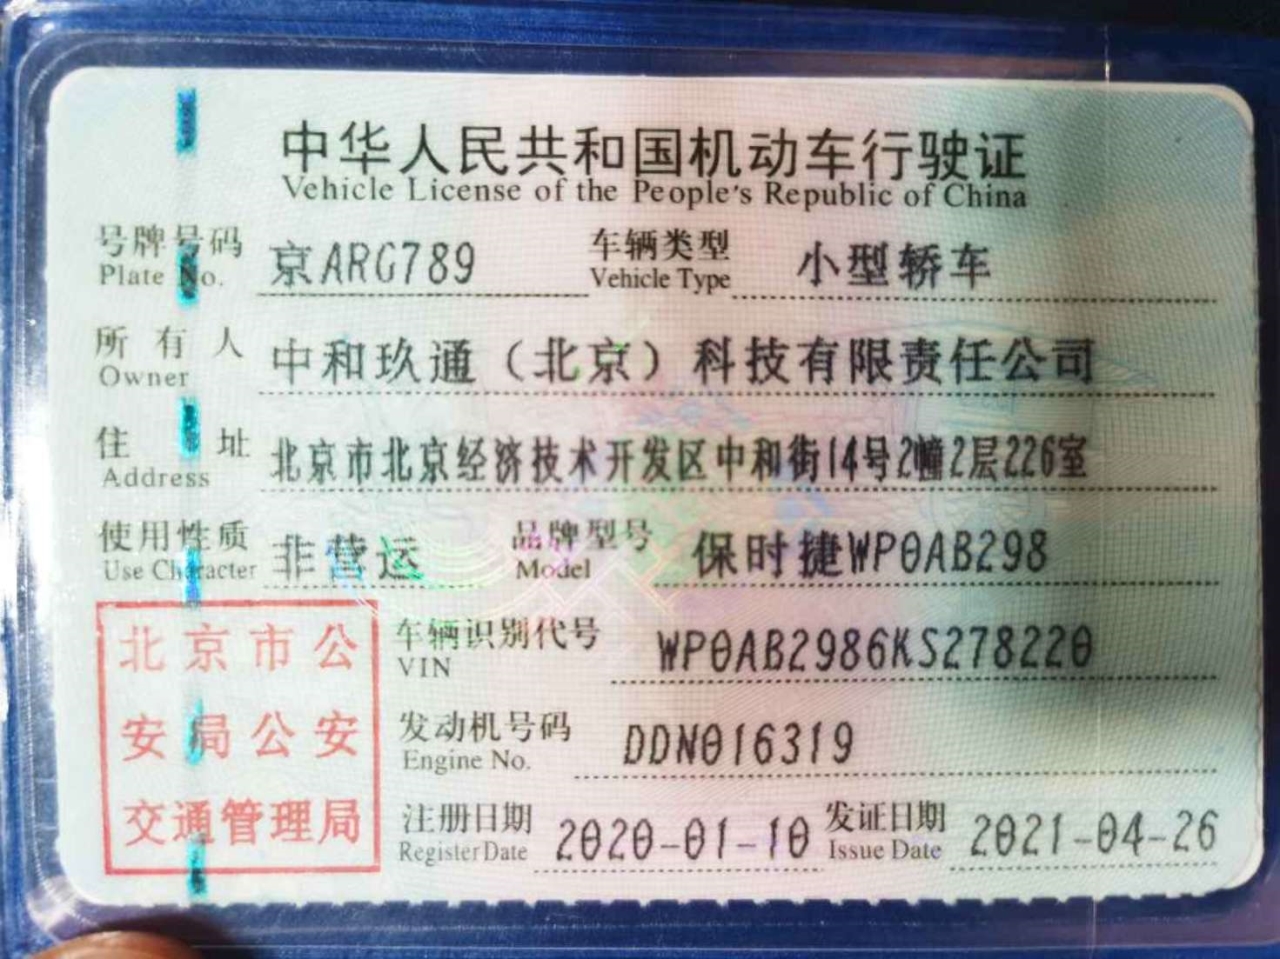 中华人民共和国机动车行驶证
Vehicle License of the People's Republic of China
号牌号码 京ARG789 车辆类型 小型轿车
Plate No. Vehicle Type
所有人 中和玖通（北京）科技有限责任公司
Owner
住址 北京市北京经济技术开发区中和街14号2幢2层226室
Address
使用性质 非营运 品牌型号 保时捷WP0AB298
Use Character Model
车辆识别代号 WP0AB2986KS278220
VIN
发动机号码 DDN016319
Engine No.
注册日期 2020-01-10 发证日期 2021-04-26
Register Date Issue Date
北京市公
安局公安
交通管理局